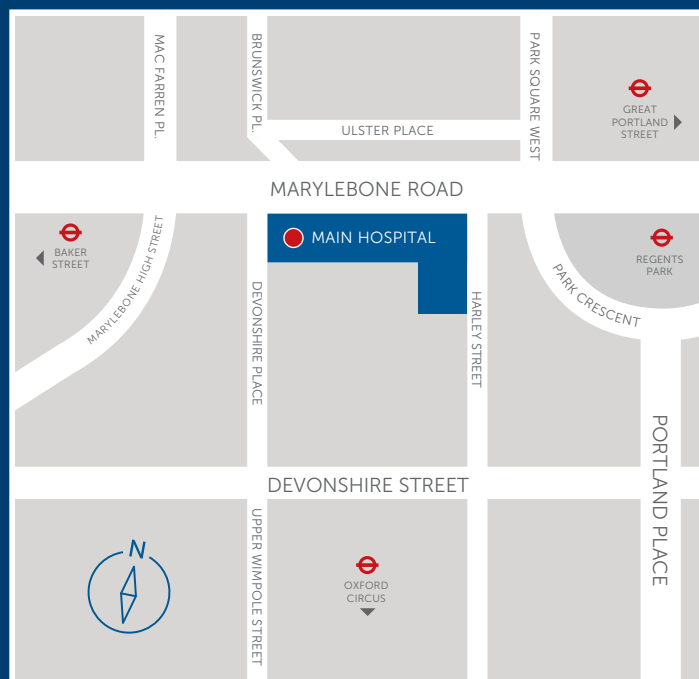 MAC FARREN PL.
BRUNSWICK PL.
PARK SQUARE WEST
GREAT
PORTLAND
STREET
ULSTER PLACE
MARYLEBONE ROAD
BAKER
STREET
MARYLEBONE HIGH STREET
MAIN HOSPITAL
REGENTS
PARK
PARK CRESCENT
DEVONSHIRE PLACE
HARLEY STREET
PORTLAND PLACE
DEVONSHIRE STREET
N
UPPER WIMPOLE STREET
OXFORD
CIRCUS